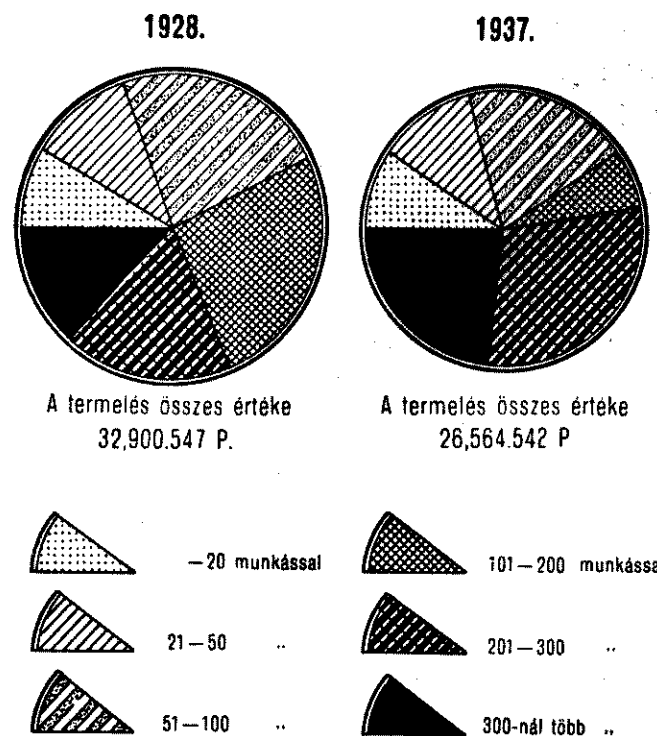 1928.
1937.
A termelés összes értéke
32,900.547 P.
A termelés összes értéke
26,564.542 P
—20 munkással
21—50 „
51—100 „
101—200 munkássa
201—300 „
300-nál több „